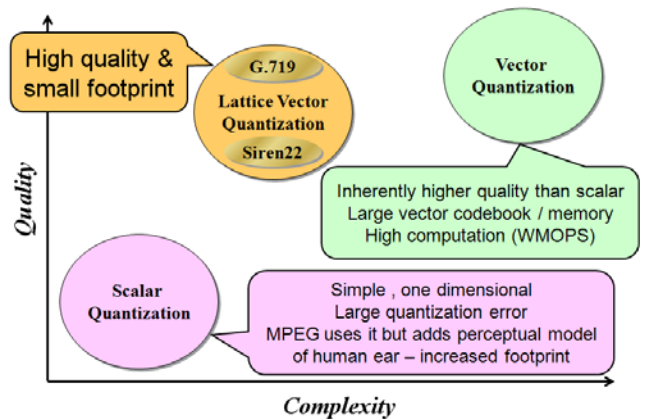 High quality &
small footprint
G.719
Lattice Vector
Quantization
Siren22
Vector
Quantization
Inherently higher quality than scalar
Large vector codebook / memory
High computation (WMOPS)
Quality
Scalar
Quantization
Simple , one dimensional
Large quantization error
MPEG uses it but adds perceptual model
of human ear – increased footprint
Complexity